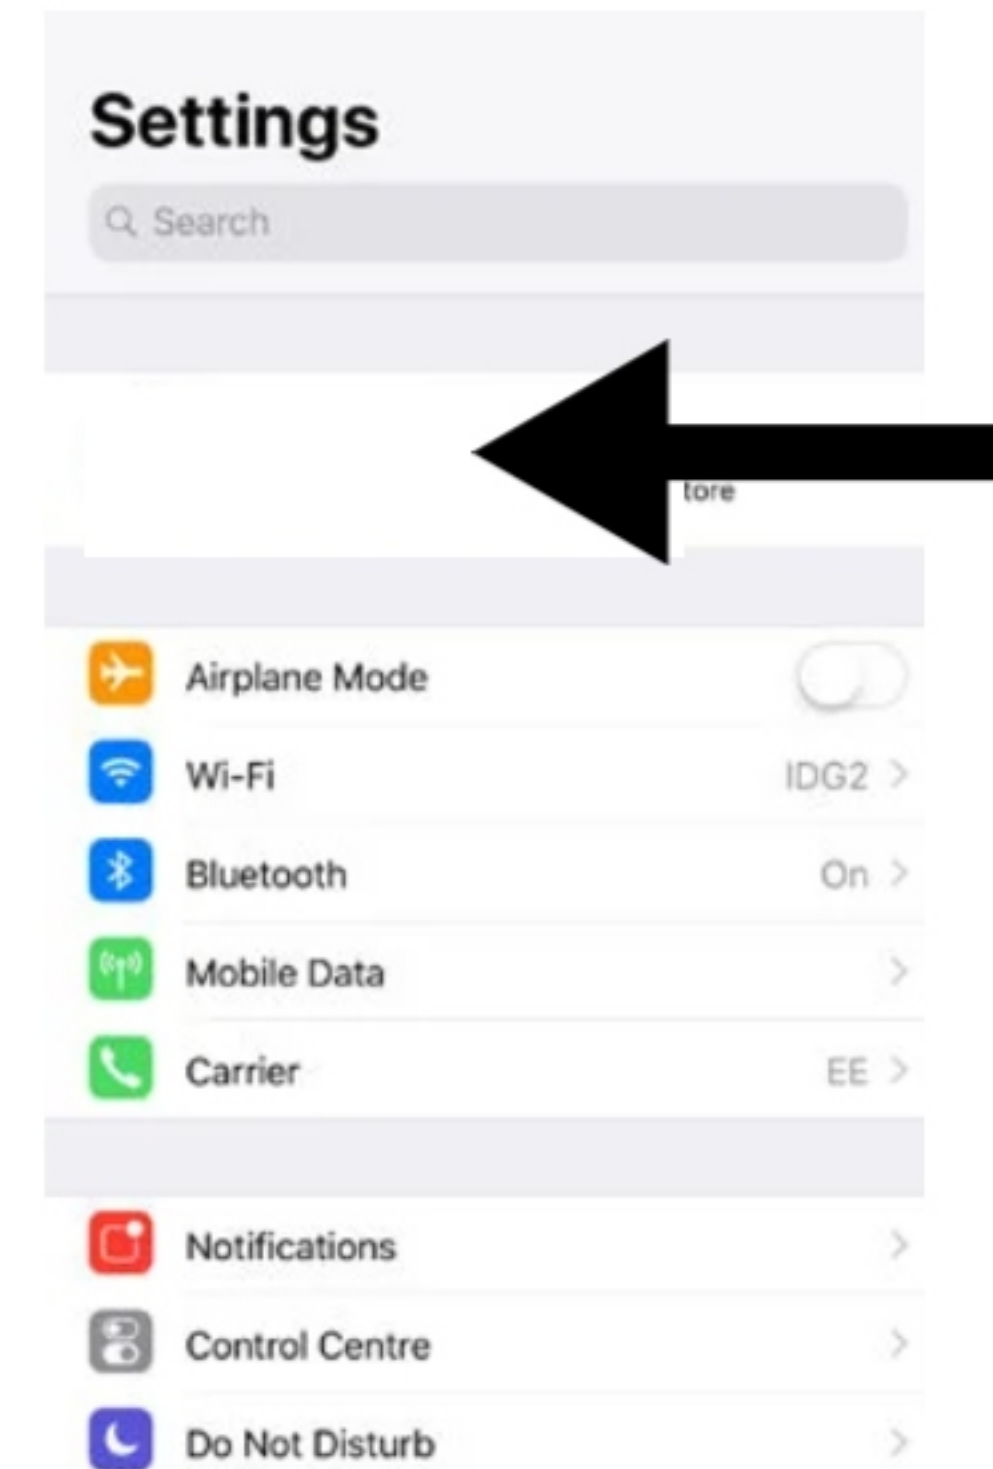 Settings
Search
tore
Airplane Mode
Wi-Fi IDG2
Bluetooth On
Mobile Data
Carrier EE
Notifications
Control Centre
Do Not Disturb